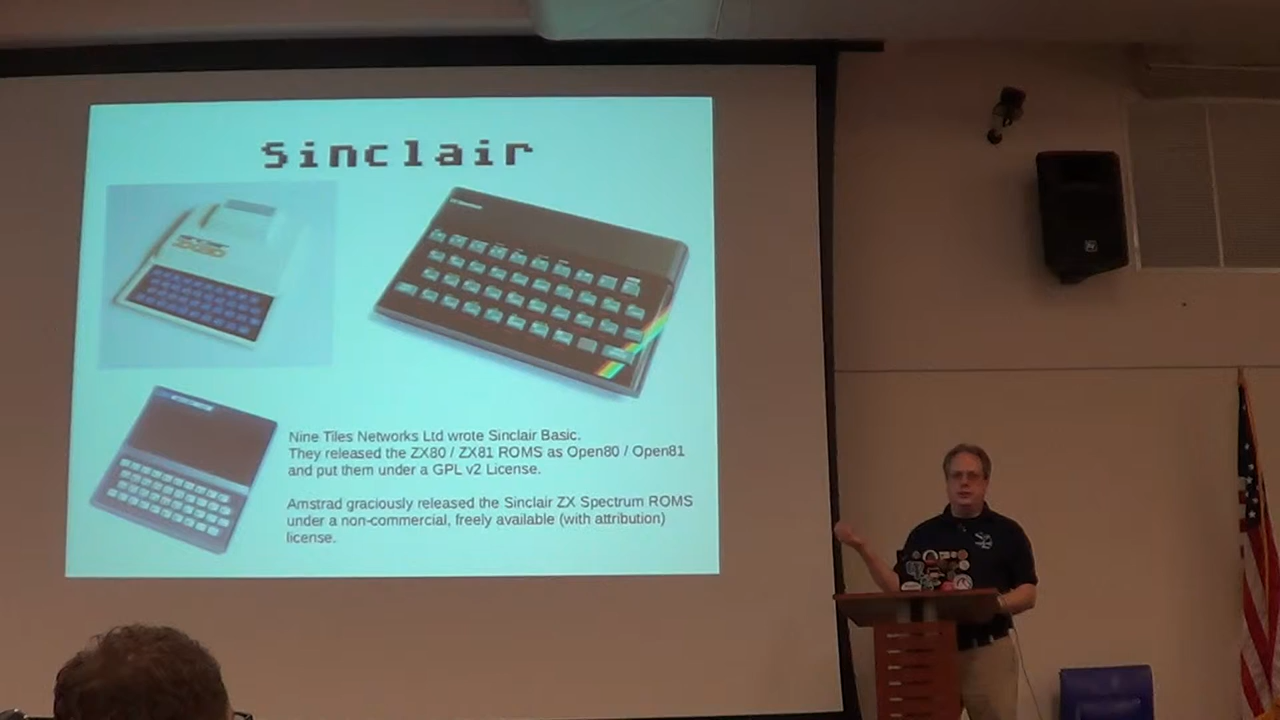 Sinclair
Nine Tiles Networks Ltd wrote Sinclair Basic.
They released the ZX80 / ZX81 ROMS as Open80 / Open81
and put them under a GPL v2 License.
Amstrad graciously released the Sinclair ZX Spectrum ROMS
under a non-commercial, freely available (with attribution)
license.